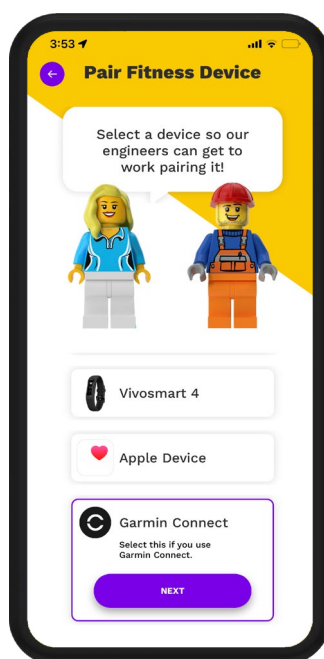 3:53
Pair Fitness Device
Select a device so our
engineers can get to
work pairing it!
Vivosmart 4
Apple Device
Garmin Connect
Select this if you use
Garmin Connect.
NEXT